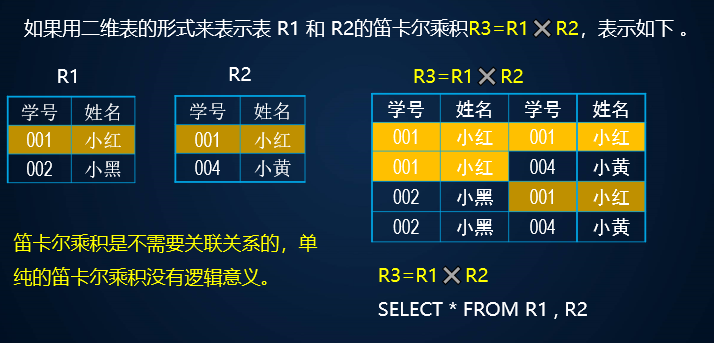 如果用二维表的形式来表示表 R1 和 R2的笛卡尔乘积R3=R1✖R2，表示如下 。
R1
学号 姓名
001 小红
002 小黑
R2
学号 姓名
001 小红
004 小黄
R3=R1✖R2
学号 姓名 学号 姓名
001 小红 001 小红
001 小红 004 小黄
002 小黑 001 小红
002 小黑 004 小黄
笛卡尔乘积是不需要关联关系的，单
纯的笛卡尔乘积没有逻辑意义。
R3=R1✖R2
SELECT * FROM R1 , R2